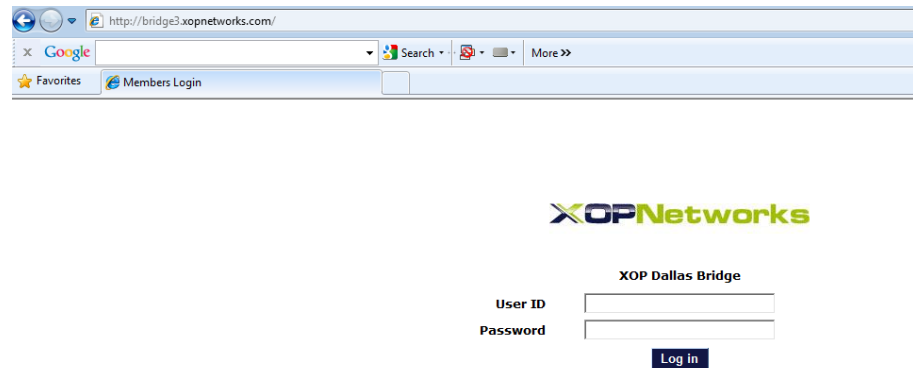 http://bridge3.xopnetworks.com/
x Google Search More »
Favorites Members Login
XOPNetworks
XOP Dallas Bridge
User ID
Password
Log in